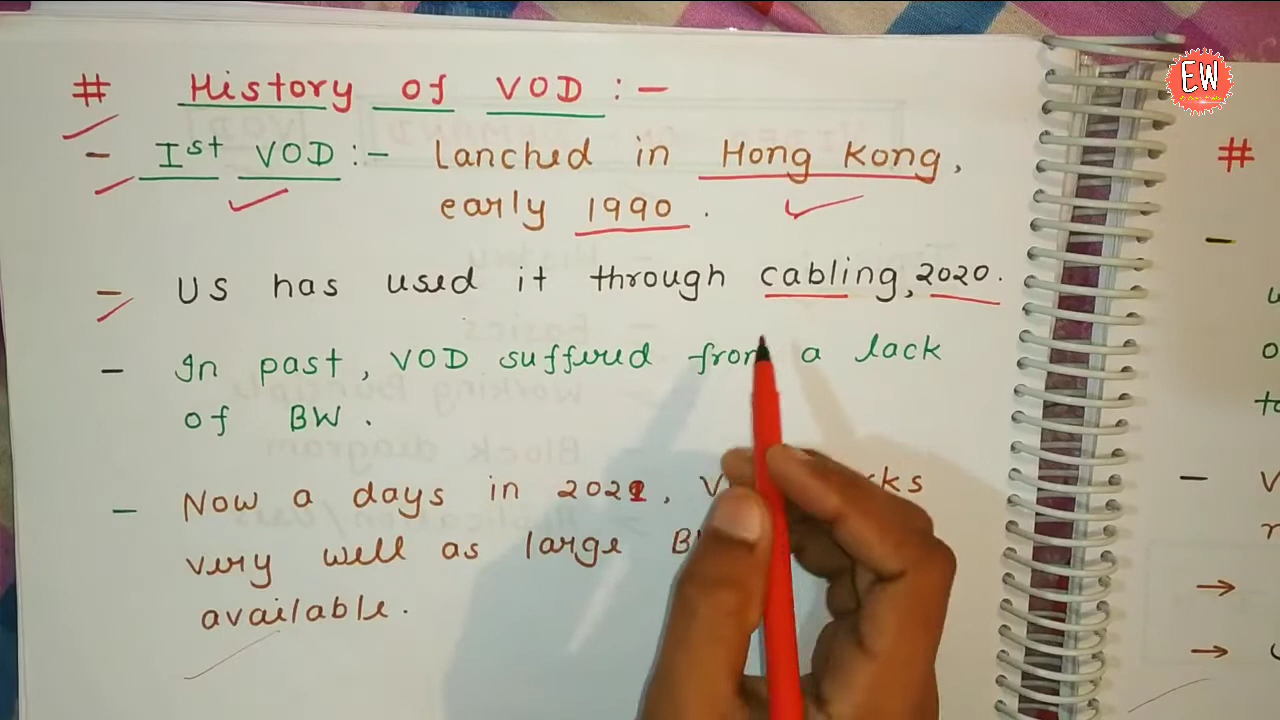 # History of VOD :-
- Ist VOD :- Lanched in Hong Kong,
early 1990.
- US has used it through cabling, 2020.
- In past, VOD suffered from a lack
of BW.
- Now a days in 2021,
very well as large
available.
EW
#